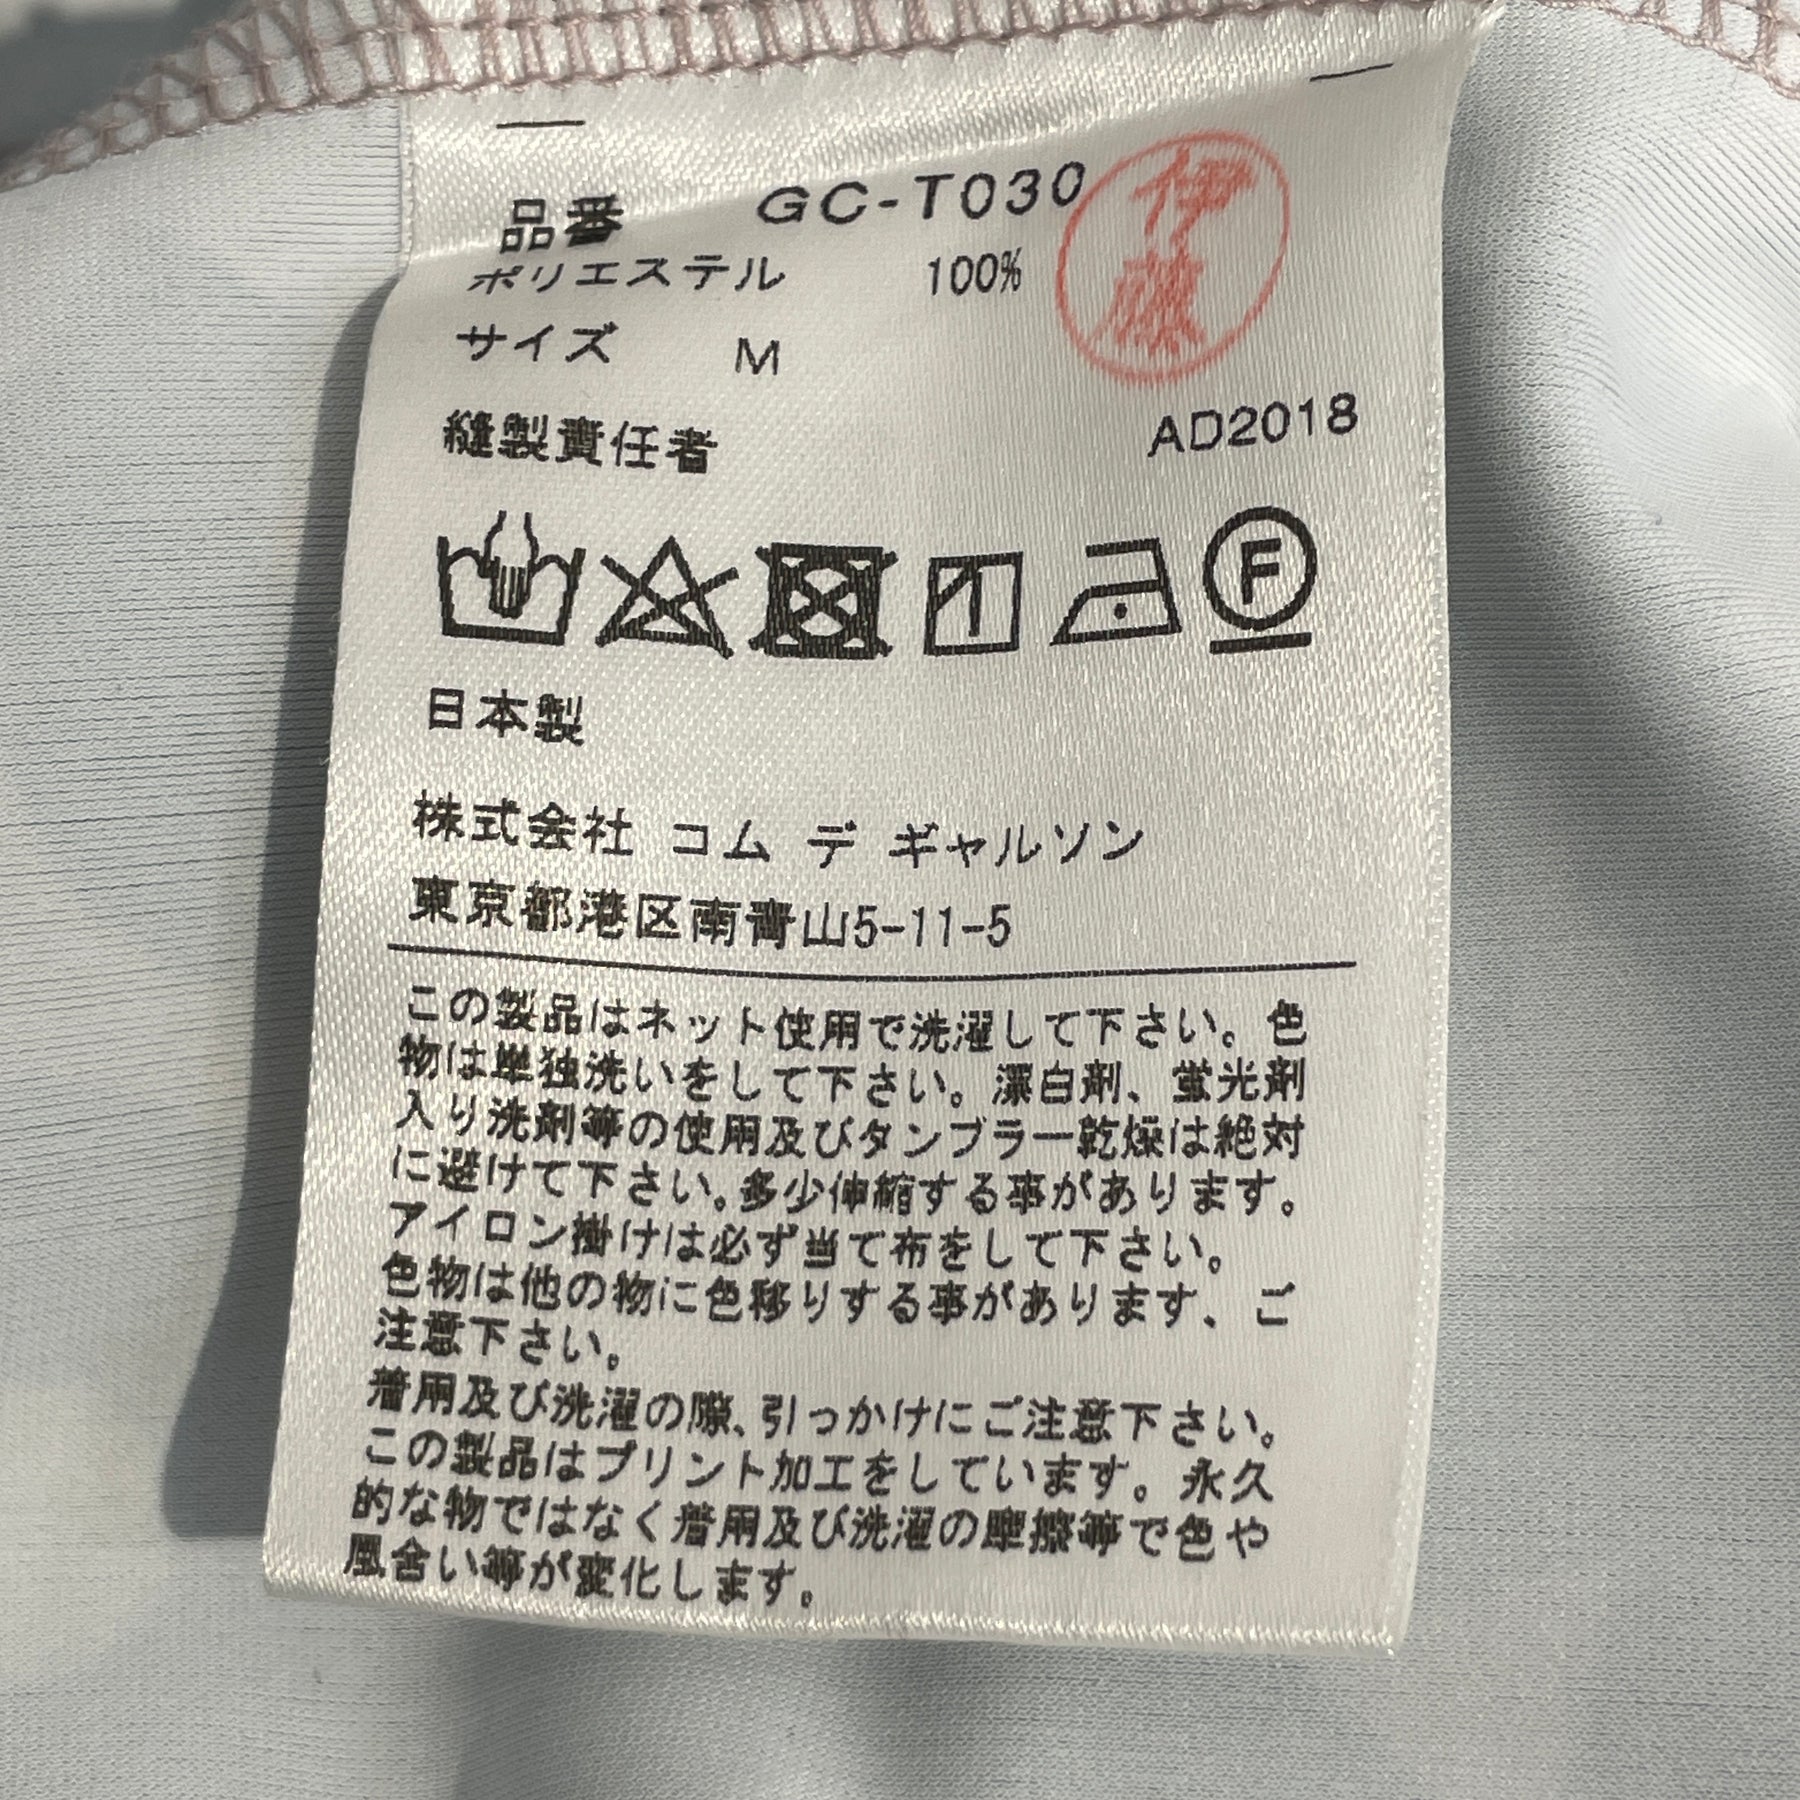 品番 GC-T030
ポリエステル 100%
伊藤
サイズ M
縫製責任者 AD2018
F
日本製
株式会社 コム デ ギャルソン
東京都港区南青山5-11-5
この製品はネット使用で洗濯して下さい。色
物は単独洗いをして下さい。漂白剤、蛍光剤
入り洗剤等の使用及びタンブラー乾燥は絶対
に避けて下さい。多少伸縮する事があります。
アイロン掛けは必ず当て布をして下さい。
色物は他の物に色移りする事があります、ご
注意下さい。
着用及び洗濯の際、引っかけにご注意下さい。
この製品はプリント加工をしています。永久
的な物ではなく着用及び洗濯の摩擦等で色や
風合い等が変化します。